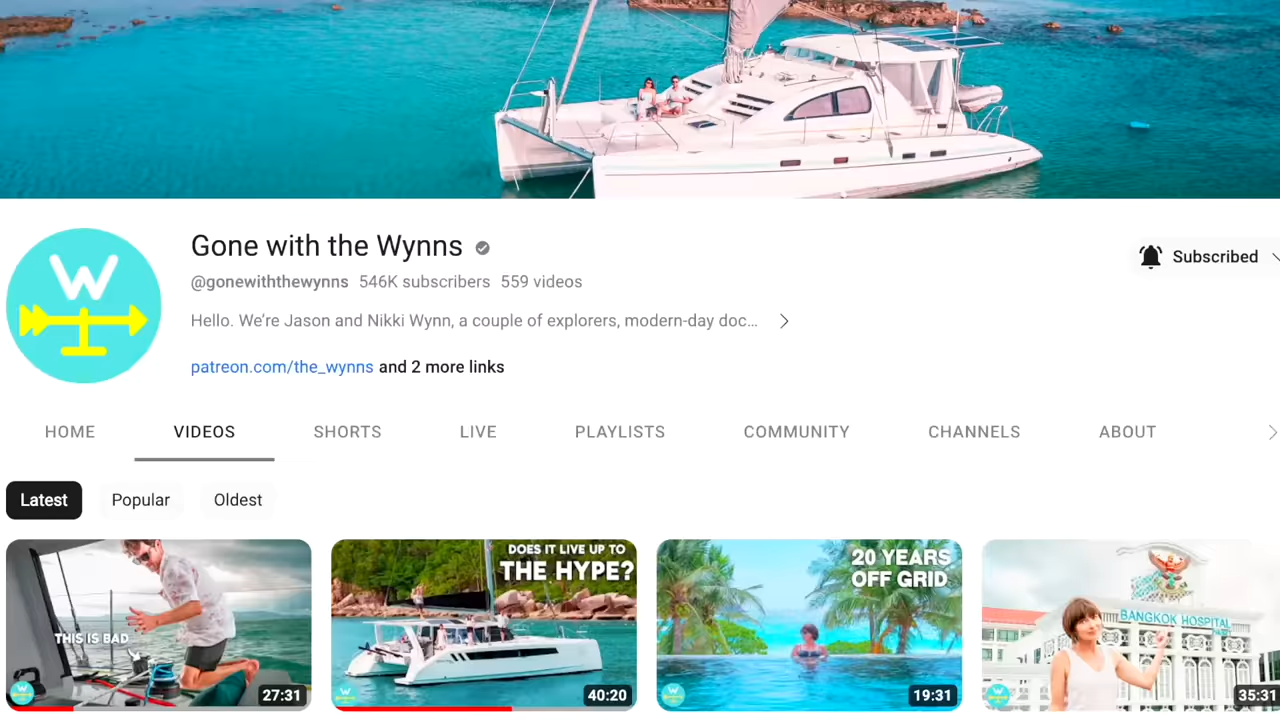 Gone with the Wynns
Subscribed
@gonewiththewynns 546K subscribers 559 videos
Hello. We're Jason and Nikki Wynn, a couple of explorers, modern-day doc...
patreon.com/the_wynns and 2 more links
W
HOME VIDEOS SHORTS LIVE PLAYLISTS COMMUNITY CHANNELS ABOUT
Latest Popular Oldest
THIS IS BAD
27:31
DOES IT LIVE UP TO
THE HYPE?
40:20
20 YEARS
OFF GRID
19:31
BANGKOK HOSPITAL
35:31